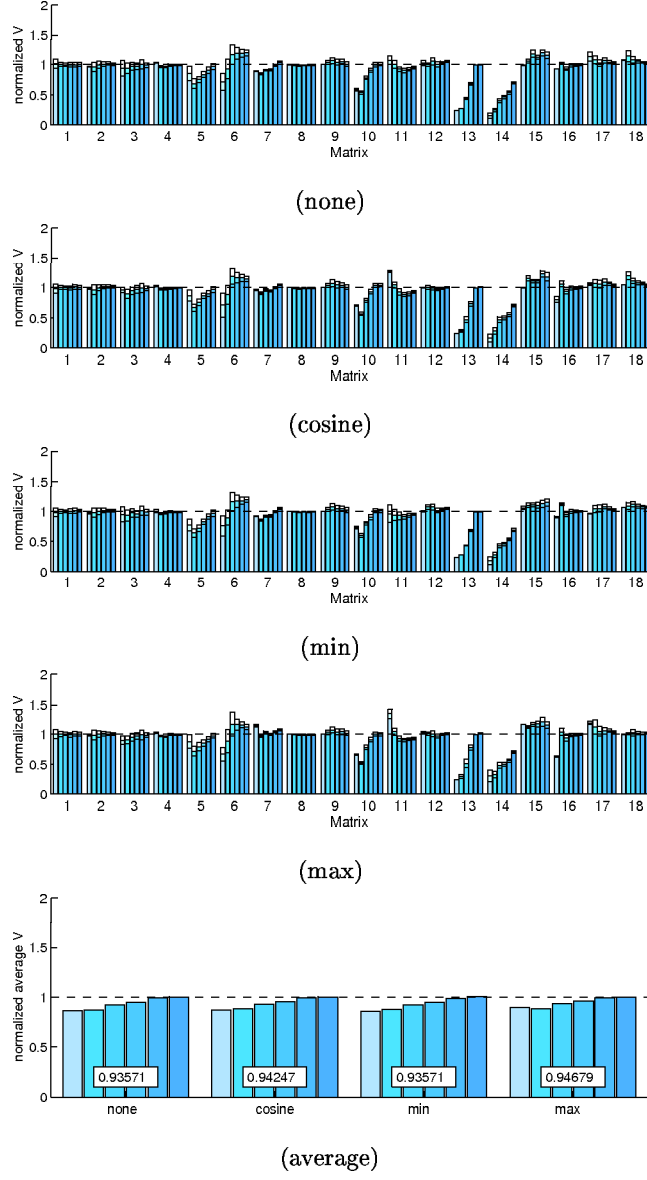 normalized V
2
1.5
1
0.5
0
1 2 3 4 5 6 7 8 9 10 11 12 13 14 15 16 17 18
Matrix
(none)
normalized V
2
1.5
1
0.5
0
1 2 3 4 5 6 7 8 9 10 11 12 13 14 15 16 17 18
Matrix
(cosine)
normalized V
2
1.5
1
0.5
0
1 2 3 4 5 6 7 8 9 10 11 12 13 14 15 16 17 18
Matrix
(min)
normalized V
2
1.5
1
0.5
0
1 2 3 4 5 6 7 8 9 10 11 12 13 14 15 16 17 18
Matrix
(max)
normalized average V
2
1.5
1
0.5
0
0.93571 0.94247 0.93571 0.94679
none cosine min max
(average)